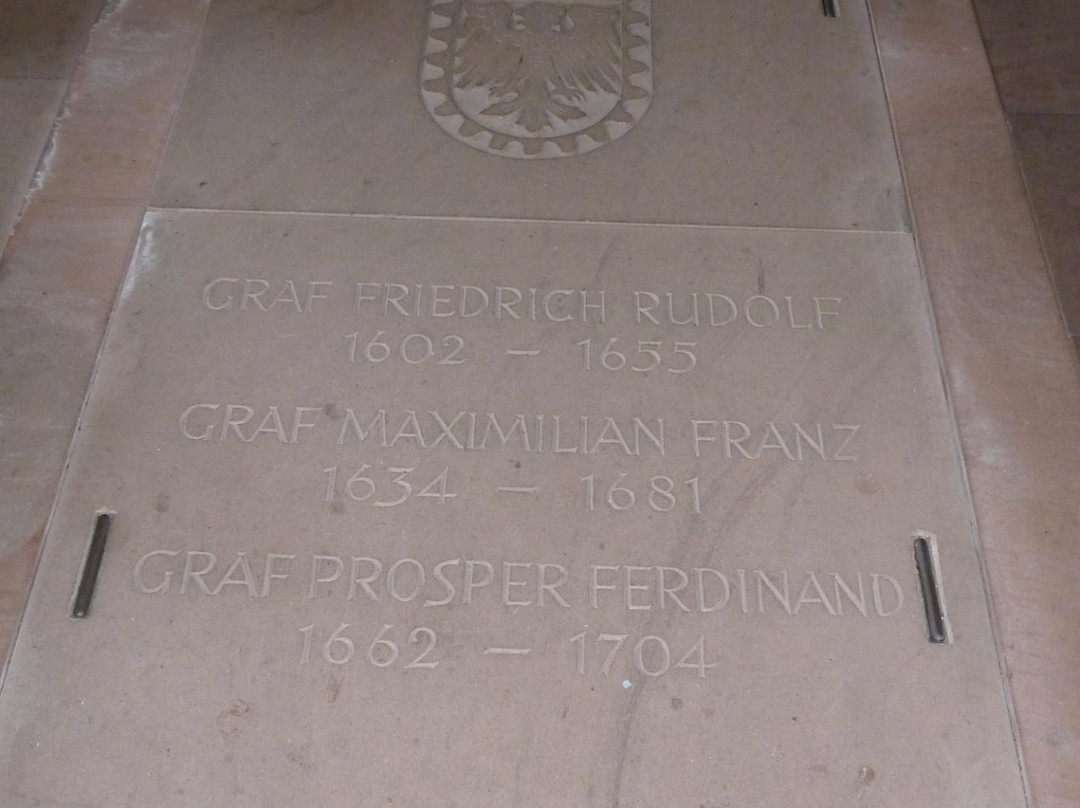 GRAF FRIEDRICH RUDOLF
1602 – 1655
GRAF MAXIMILIAN FRANZ
1634 – 1681
GRAF PROSPER FERDINAND
1662 – 1704